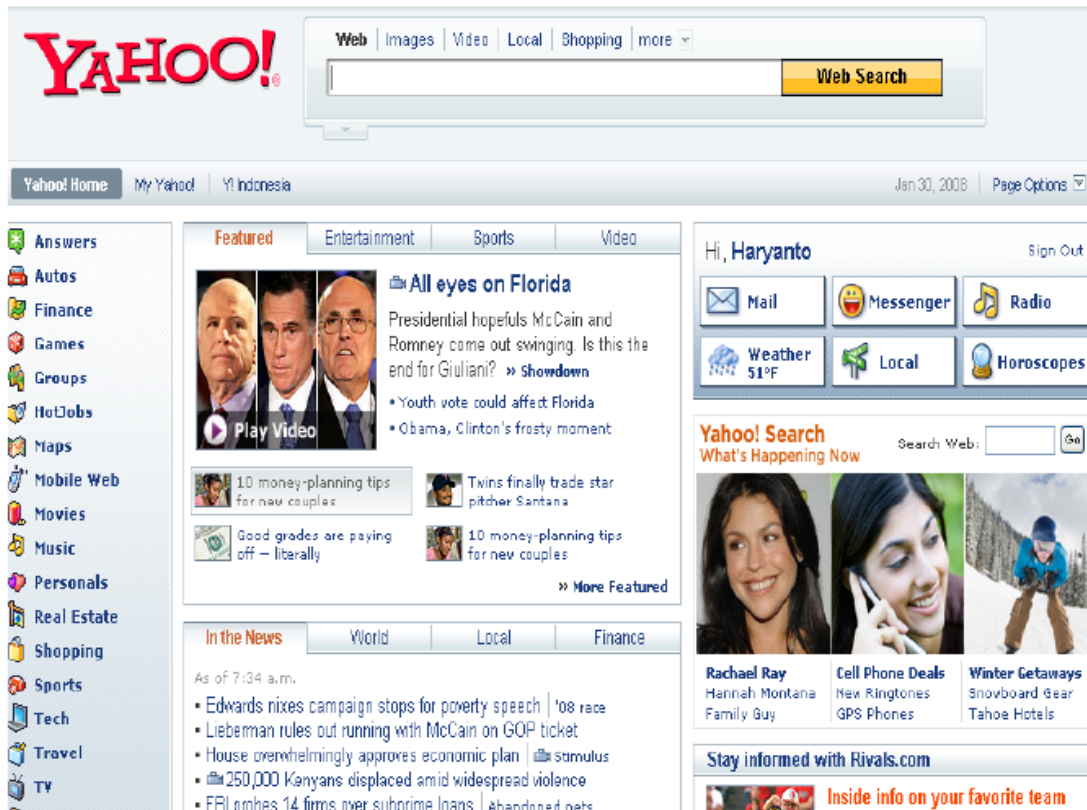 YAHOO!
Web | Images | Video | Local | Shopping | more
Web Search
Yahoo! Home My Yahoo! Y! Indonesia Jan 30, 2008 Page Options
Answers
Autos
Finance
Games
Groups
HotJobs
Maps
Mobile Web
Movies
Music
Personals
Real Estate
Shopping
Sports
Tech
Travel
TV
Featured Entertainment Sports Video
All eyes on Florida
Presidential hopefuls McCain and
Romney come out swinging. Is this the
end for Giuliani? » Showdown
• Youth vote could affect Florida
• Obama, Clinton's frosty moment
Play Video
10 money-planning tips
for new couples
Twins finally trade star
pitcher Santana
Good grades are paying
off – literally
10 money-planning tips
for new couples
» More Featured
In the News World Local Finance
As of 7:34 a.m.
• Edwards nixes campaign stops for poverty speech | '08 race
• Lieberman rules out running with McCain on GOP ticket
• House overwhelmingly approves economic plan | stimulus
• 250,000 Kenyans displaced amid widespread violence
• FBI probes 14 firms over subprime loans | Abandoned pets
Hi, Haryanto Sign Out
Mail
Messenger
Radio
Weather
51°F
Local
Horoscopes
Yahoo! Search
What's Happening Now
Search Web: Go
Rachael Ray
Hannah Montana
Family Guy
Cell Phone Deals
New Ringtones
GPS Phones
Winter Getaways
Snowboard Gear
Tahoe Hotels
Stay informed with Rivals.com
Inside info on your favorite team